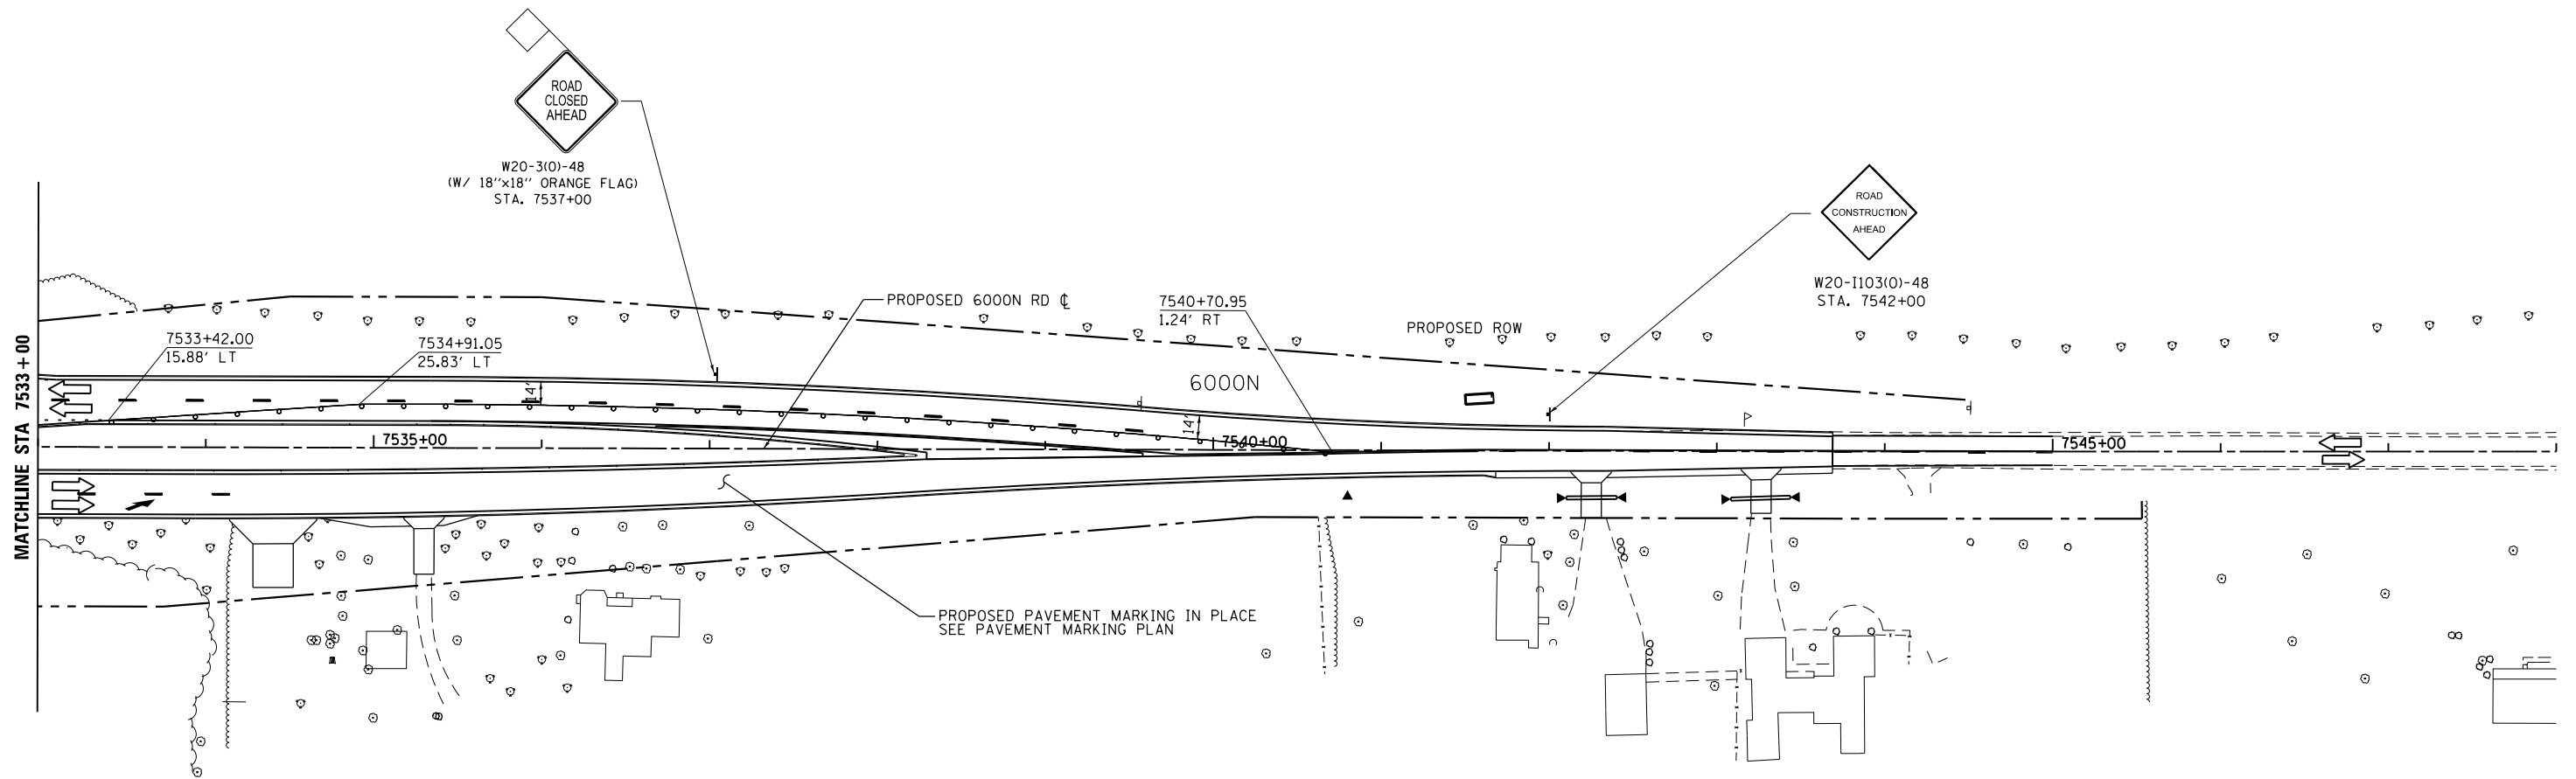 ROAD
CLOSED
AHEAD
W20-3(O)-48
(W/ 18"x18" ORANGE FLAG)
STA. 7537+00
ROAD
CONSTRUCTION
AHEAD
W20-I103(O)-48
STA. 7542+00
PROPOSED 6000N RD ℄
7540+70.95
1.24' RT
PROPOSED ROW
7533+42.00
15.88' LT
7534+91.05
25.83' LT
MATCHLINE STA 7533+00
14'
6000N
14'
7535+00
7540+00
7545+00
PROPOSED PAVEMENT MARKING IN PLACE
SEE PAVEMENT MARKING PLAN